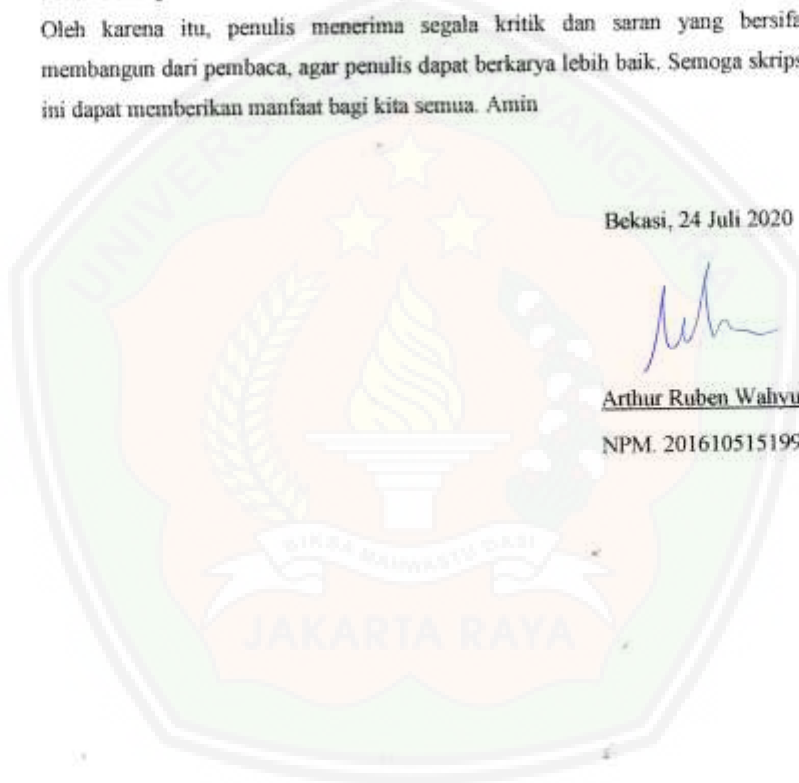 Oleh karena itu, penulis menerima segala kritik dan saran yang bersifa
membangun dari pembaca, agar penulis dapat berkarya lebih baik. Semoga skrips
ini dapat memberikan manfaat bagi kita semua. Amin
UNIVERSI
YANGKARA
Bekasi, 24 Juli 2020
Arthur Ruben Wahyu
NPM. 201610515199
JAKARTA RAYA